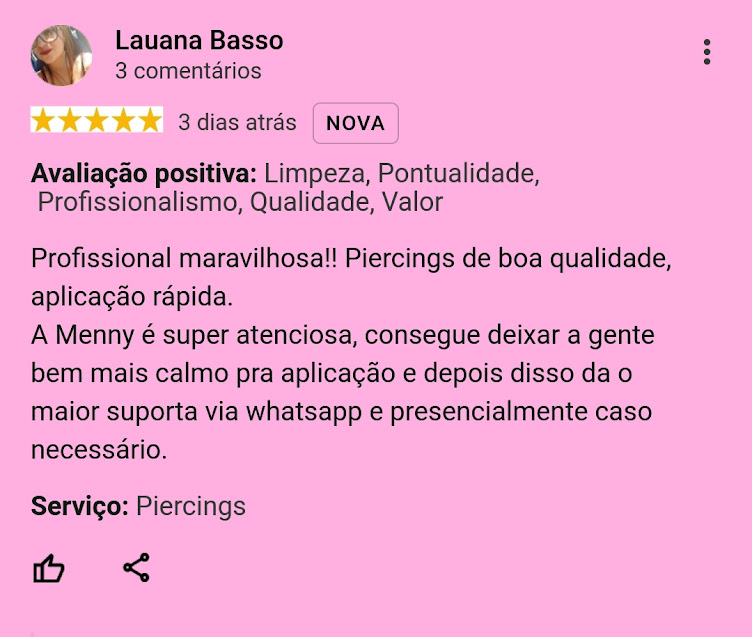 Lauana Basso
3 comentários
3 dias atrás NOVA
Avaliação positiva: Limpeza, Pontualidade,
Profissionalismo, Qualidade, Valor
Profissional maravilhosa!! Piercings de boa qualidade,
aplicação rápida.
A Menny é super atenciosa, consegue deixar a gente
bem mais calmo pra aplicação e depois disso da o
maior suporta via whatsapp e presencialmente caso
necessário.
Serviço: Piercings